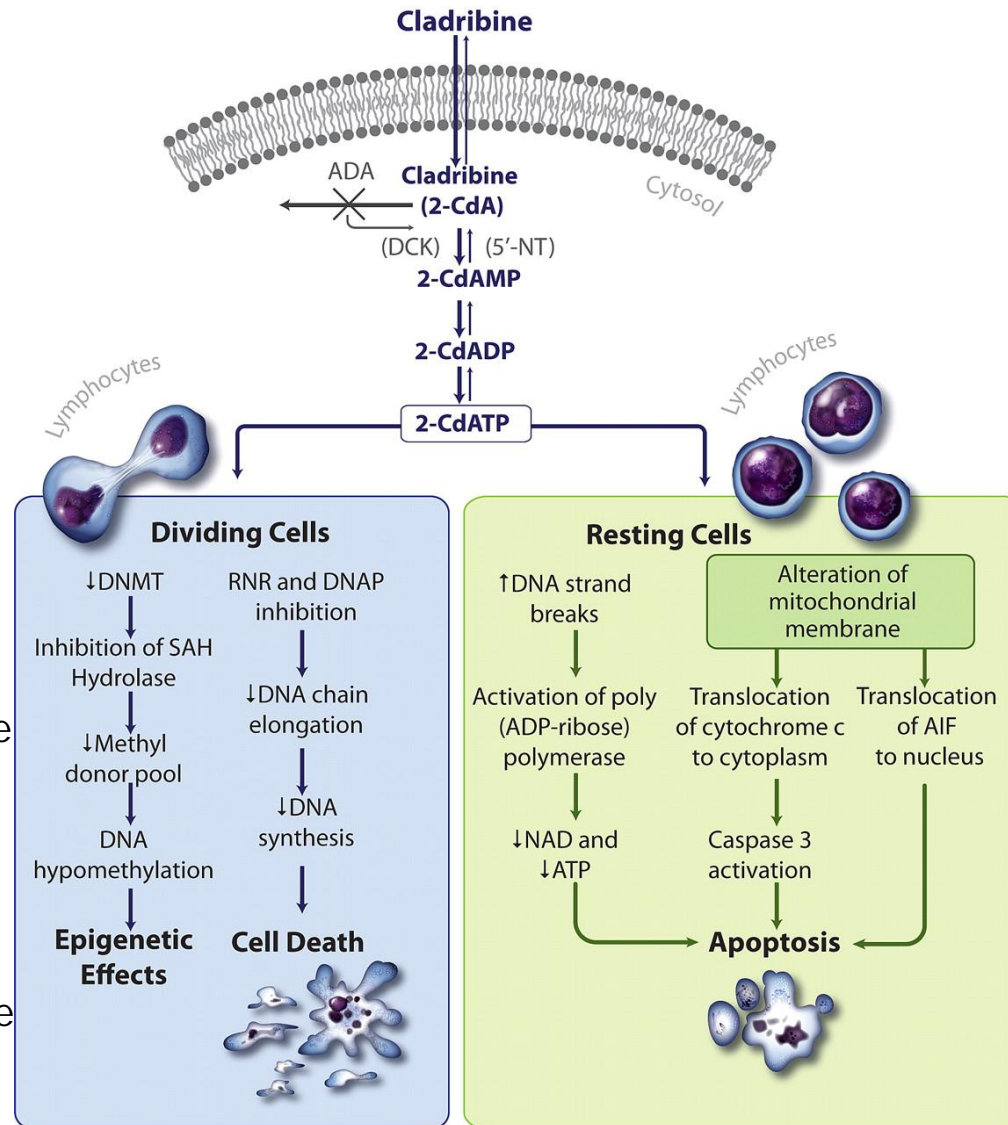 Cladribine
Cytosol
ADA
Cladribine
(2-CdA)
(DCK)
(5'-NT)
2-CdAMP
2-CdADP
2-CdATP
Lymphocytes
Lymphocytes
Dividing Cells
↓DNMT
Inhibition of SAH
Hydrolase
↓Methyl
donor pool
DNA
hypomethylation
Epigenetic
Effects
RNR and DNAP
inhibition
↓DNA chain
elongation
↓DNA
synthesis
Cell Death
Resting Cells
↑DNA strand
breaks
Activation of poly
(ADP-ribose)
polymerase
↓NAD and
↓ATP
Alteration of
mitochondrial
membrane
Translocation
of cytochrome c
to cytoplasm
Caspase 3
activation
Translocation
of AIF
to nucleus
Apoptosis
e
e